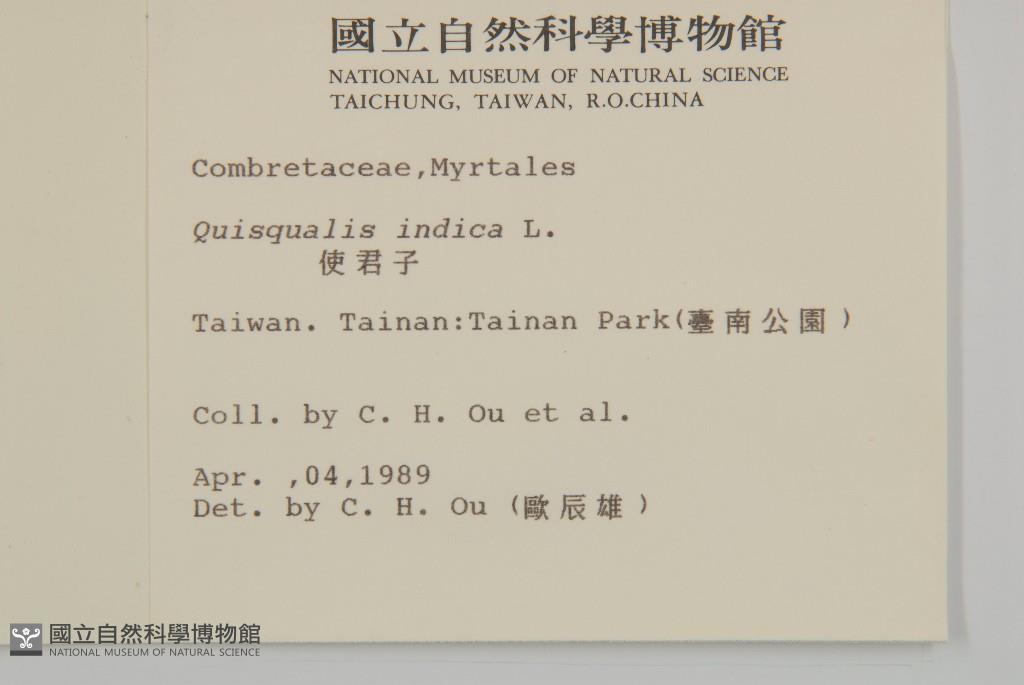 國立自然科學博物館
NATIONAL MUSEUM OF NATURAL SCIENCE
TAICHUNG, TAIWAN, R.O.CHINA
Combretaceae,Myrtales
Quisqualis indica L.
使君子
Taiwan. Tainan:Tainan Park(臺南公園)
Coll. by C. H. Ou et al.
Apr. ,04,1989
Det. by C. H. Ou (歐辰雄)
國立自然科學博物館
NATIONAL MUSEUM OF NATURAL SCIENCE